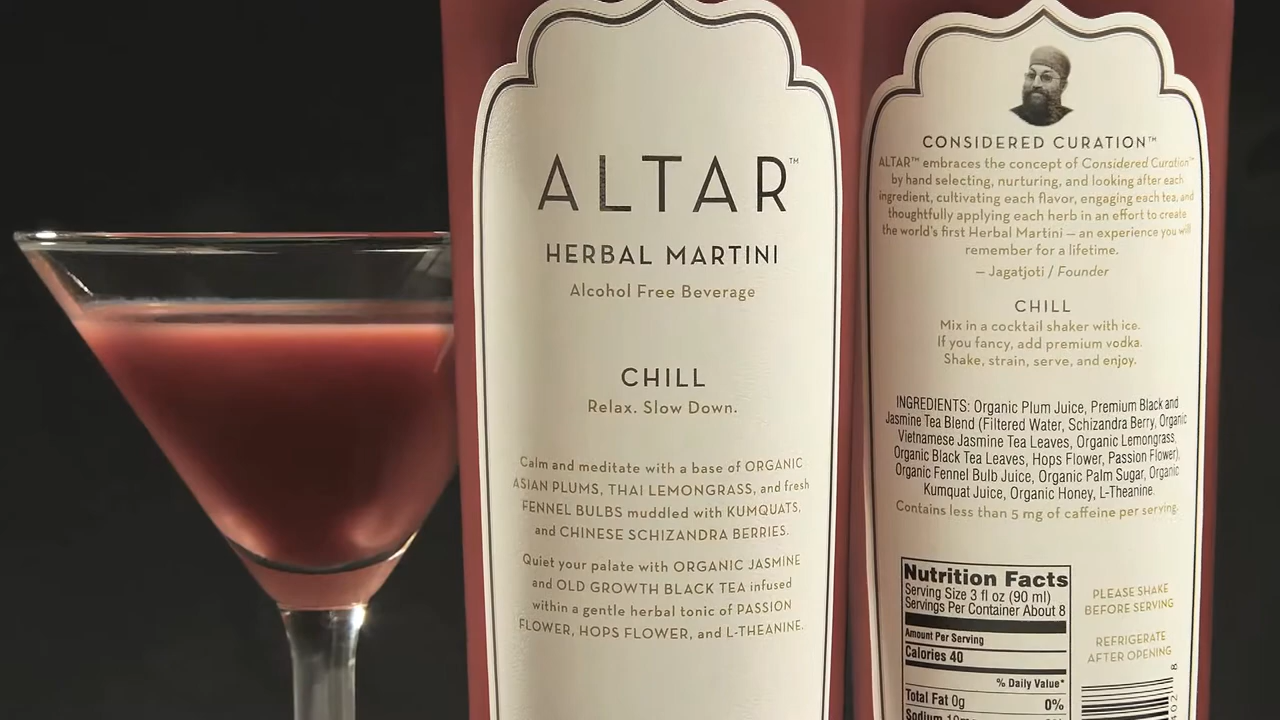 ALTAR™
HERBAL MARTINI
Alcohol Free Beverage
CHILL
Relax. Slow Down.
Calm and meditate with a base of ORGANIC
ASIAN PLUMS, THAI LEMONGRASS, and fresh
FENNEL BULBS muddled with KUMQUATS,
and CHINESE SCHIZANDRA BERRIES.
Quiet your palate with ORGANIC JASMINE
and OLD GROWTH BLACK TEA infused
within a gentle herbal tonic of PASSION
FLOWER, HOPS FLOWER, and L-THEANINE.
CONSIDERED CURATION™
ALTAR™ embraces the concept of Considered Curation™
by hand selecting, nurturing, and looking after each
ingredient, cultivating each flavor, engaging each tea, and
thoughtfully applying each herb in an effort to create
the world's first Herbal Martini — an experience you will
remember for a lifetime.
— Jagatjoti / Founder
CHILL
Mix in a cocktail shaker with ice.
If you fancy, add premium vodka.
Shake, strain, serve, and enjoy.
INGREDIENTS: Organic Plum Juice, Premium Black and
Jasmine Tea Blend (Filtered Water, Schizandra Berry, Organic
Vietnamese Jasmine Tea Leaves, Organic Lemongrass,
Organic Black Tea Leaves, Hops Flower, Passion Flower),
Organic Fennel Bulb Juice, Organic Palm Sugar, Organic
Kumquat Juice, Organic Honey, L-Theanine.
Contains less than 5 mg of caffeine per serving.
Nutrition Facts
Serving Size 3 fl oz (90 ml)
Servings Per Container About 8
Amount Per Serving
Calories 40
% Daily Value*
Total Fat 0g 0%
Sodium 10mg
PLEASE SHAKE
BEFORE SERVING
REFRIGERATE
AFTER OPENING